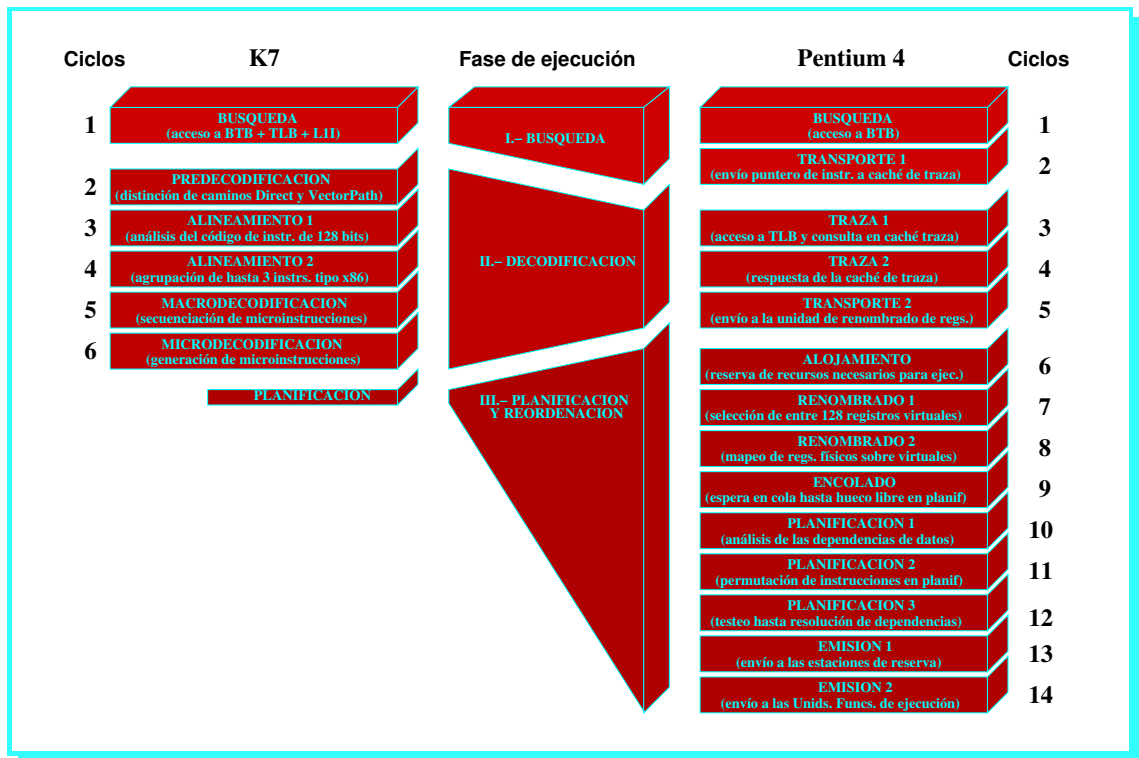 Ciclos K7 Fase de ejecución Pentium 4 Ciclos
1
BUSQUEDA
(acceso a BTB + TLB + L1I)
2
PREDECODIFICACION
(distinción de caminos Direct y VectorPath)
3
ALINEAMIENTO 1
(análisis del código de instr. de 128 bits)
4
ALINEAMIENTO 2
(agrupación de hasta 3 instrs. tipo x86)
5
MACRODECODIFICACION
(secuenciación de microinstrucciones)
6
MICRODECODIFICACION
(generación de microinstrucciones)
PLANIFICACION
I.− BUSQUEDA
II.− DECODIFICACION
III.− PLANIFICACION
Y REORDENACION
BUSQUEDA
(acceso a BTB)
1
TRANSPORTE 1
(envío puntero de instr. a caché de traza)
2
TRAZA 1
(acceso a TLB y consulta en caché traza)
3
TRAZA 2
(respuesta de la caché de traza)
4
TRANSPORTE 2
(envío a la unidad de renombrado de regs.)
5
ALOJAMIENTO
(reserva de recursos necesarios para ejec.)
6
RENOMBRADO 1
(selección de entre 128 registros virtuales)
7
RENOMBRADO 2
(mapeo de regs. físicos sobre virtuales)
8
ENCOLADO
(espera en cola hasta hueco libre en planif)
9
PLANIFICACION 1
(análisis de las dependencias de datos)
10
PLANIFICACION 2
(permutación de instrucciones en planif)
11
PLANIFICACION 3
(testeo hasta resolución de dependencias)
12
EMISION 1
(envío a las estaciones de reserva)
13
EMISION 2
(envío a las Unids. Funcs. de ejecución)
14